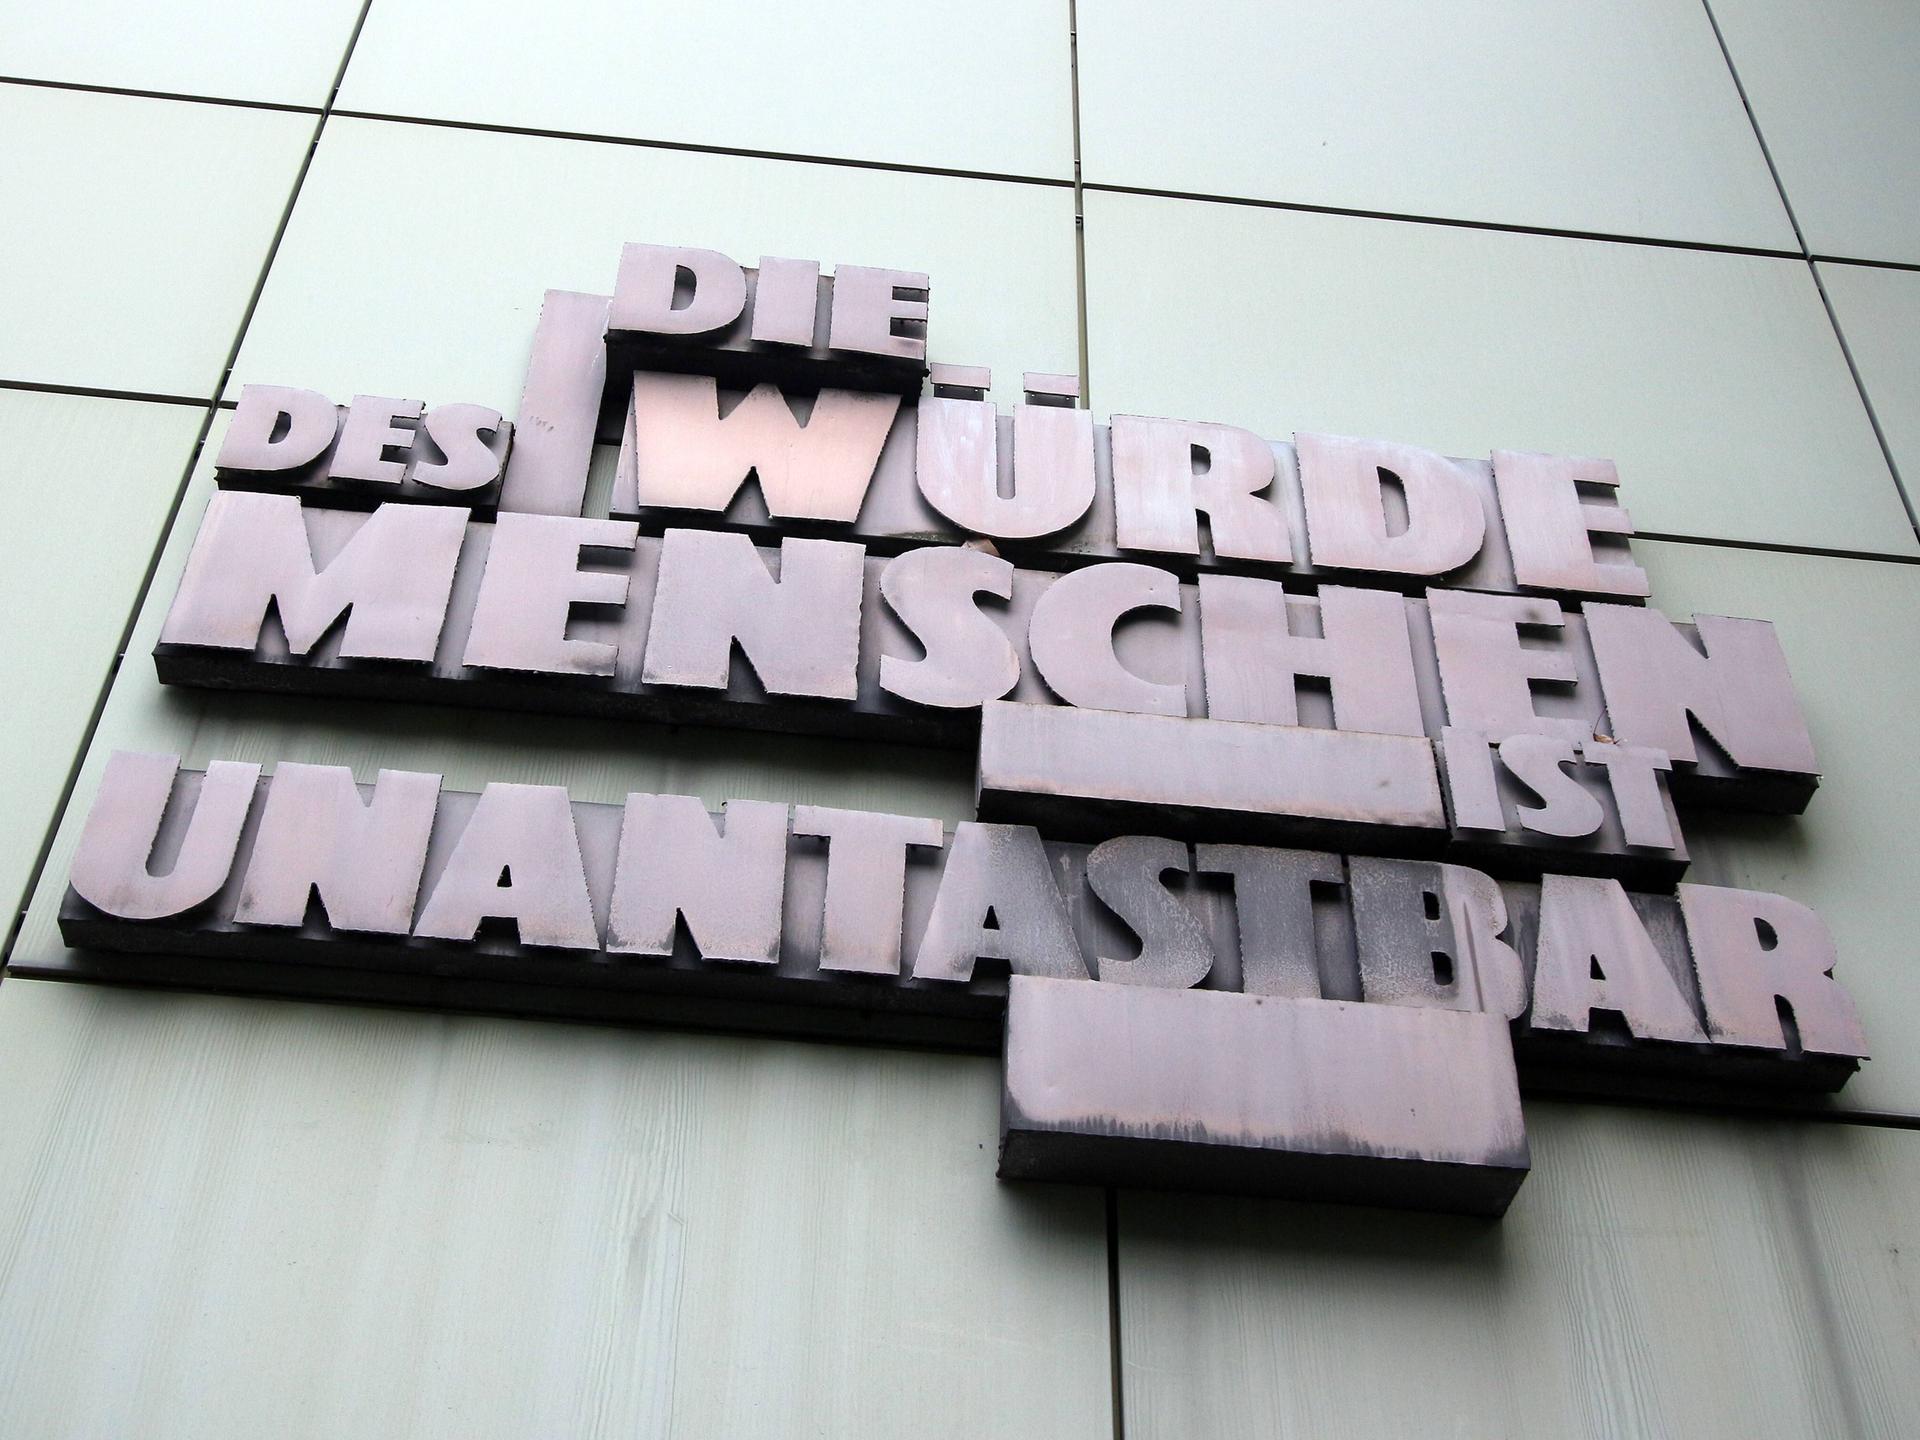 DIE
WÜRDE
DES
MENSCHEN
IST
UNANTASTBAR